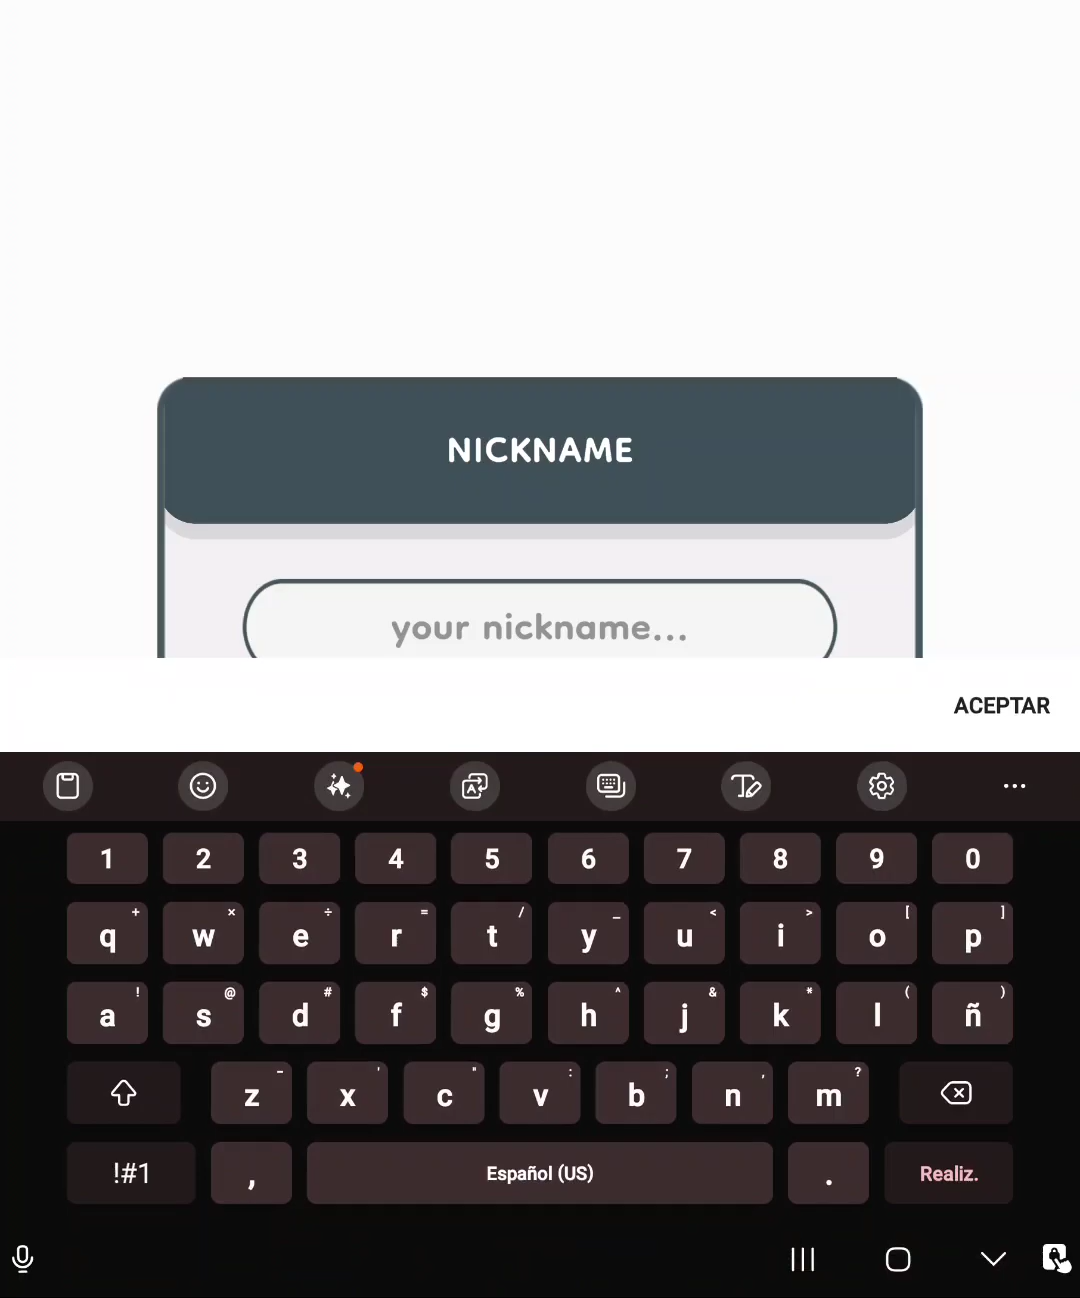 NICKNAME
your nickname...
ACEPTAR
1 2 3 4 5 6 7 8 9 0
+ × ÷ = / _ < > [ ]
q w e r t y u i o p
! @ # $ % ^ & * ( )
a s d f g h j k l ñ
- ' " : ; , ?
z x c v b n m
!#1 , Español (US) . Realiz.